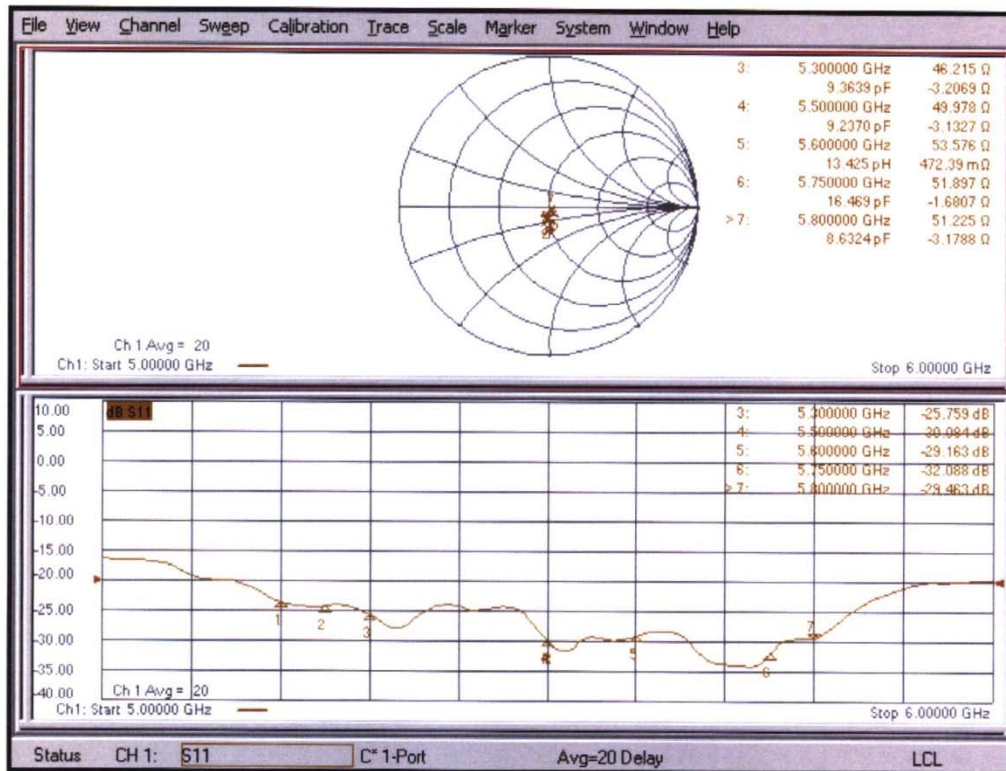 File View Channel Sweep Calibration Trace Scale Marker System Window Help
3: 5.300000 GHz 46.215 Ω
9.3639 pF -3.2069 Ω
4: 5.500000 GHz 49.978 Ω
9.2370 pF -3.1327 Ω
5: 5.600000 GHz 53.576 Ω
13.425 pH 472.39 mΩ
6: 5.750000 GHz 51.897 Ω
16.469 pF -1.6807 Ω
>7: 5.800000 GHz 51.225 Ω
8.6324 pF -3.1788 Ω
Ch 1 Avg = 20
Ch1: Start 5.00000 GHz
Stop 6.00000 GHz
10.00
5.00
0.00
-5.00
-10.00
-15.00
-20.00
-25.00
-30.00
-35.00
-40.00
dB S11
3: 5.300000 GHz -25.759 dB
4: 5.500000 GHz -30.084 dB
5: 5.600000 GHz -29.163 dB
6: 5.750000 GHz -32.088 dB
>7: 5.800000 GHz -29.463 dB
1
2
3
5
6
7
Ch 1 Avg = 20
Ch1: Start 5.00000 GHz
Stop 6.00000 GHz
Status CH 1: S11 C* 1-Port Avg=20 Delay LCL